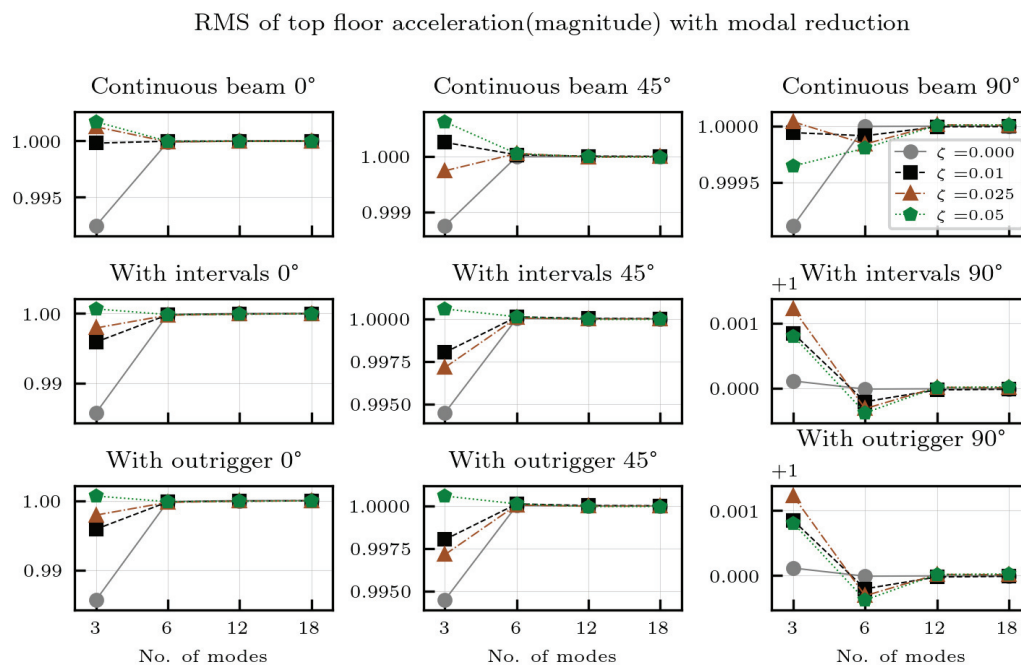 RMS of top floor acceleration(magnitude) with modal reduction
Continuous beam 0°
Continuous beam 45°
Continuous beam 90°
1.000
0.995
1.000
0.999
1.0000
0.9995
ζ =0.000
ζ =0.01
ζ =0.025
ζ =0.05
With intervals 0°
With intervals 45°
With intervals 90°
1.00
0.99
1.0000
0.9975
0.9950
+1
0.001
0.000
With outrigger 0°
With outrigger 45°
With outrigger 90°
1.00
0.99
1.0000
0.9975
0.9950
+1
0.001
0.000
3 6 12 18
3 6 12 18
3 6 12 18
No. of modes
No. of modes
No. of modes